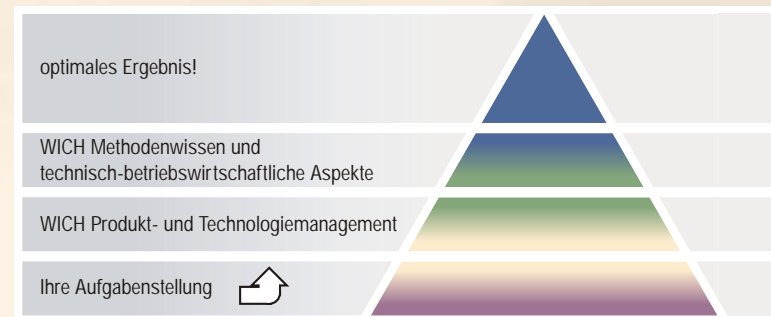 optimales Ergebnis!
WICH Methodenwissen und
technisch-betriebswirtschaftliche Aspekte
WICH Produkt- und Technologiemanagement
Ihre Aufgabenstellung